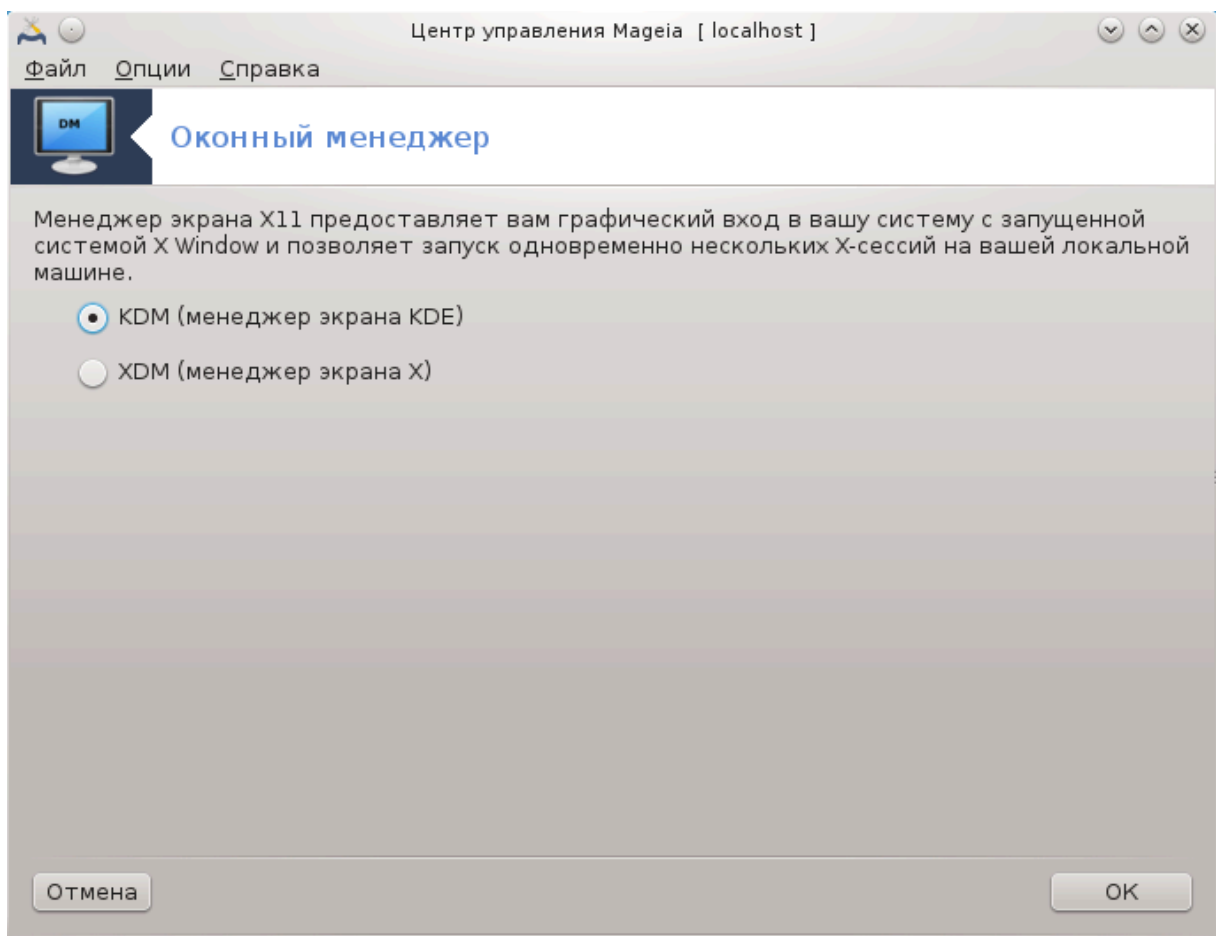 Центр управления Mageia [ localhost ]
Файл Опции Справка
DM
Оконный менеджер
Менеджер экрана X11 предоставляет вам графический вход в вашу систему с запущенной
системой X Window и позволяет запуск одновременно нескольких X-сессий на вашей локальной
машине.
KDM (менеджер экрана KDE)
XDM (менеджер экрана X)
Отмена
OK